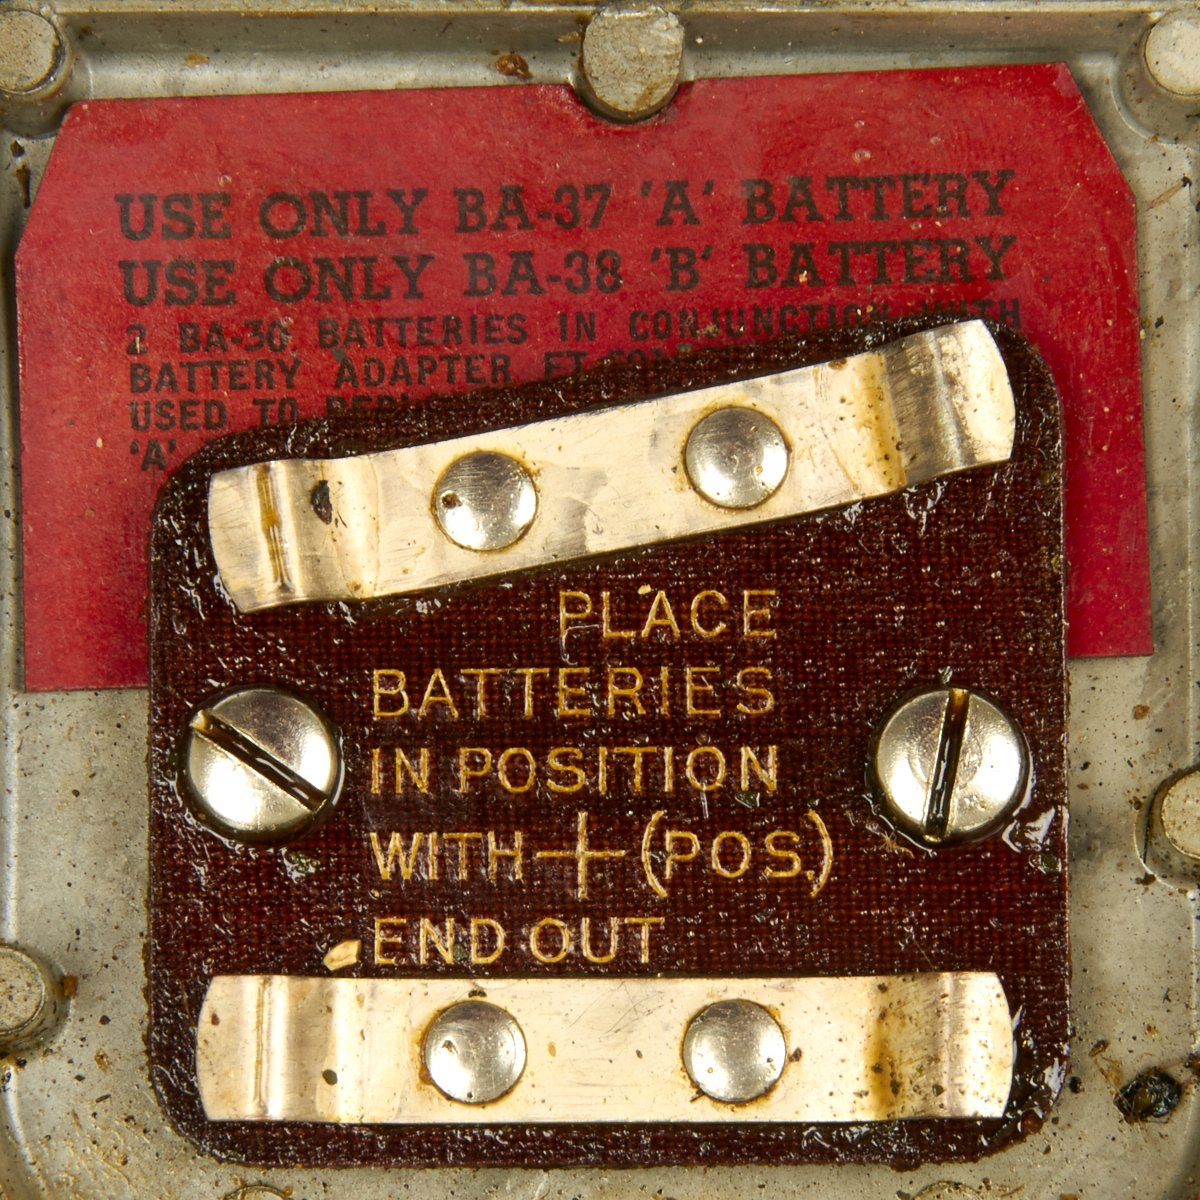 USE ONLY BA-37 'A' BATTERY
USE ONLY BA-38 'B' BATTERY
2 BA-36 BATTERIES IN CONJUNCTION WITH
BATTERY ADAPTER
USED TO
'A'
PLACE
BATTERIES
IN POSITION
WITH + (POS.)
END OUT